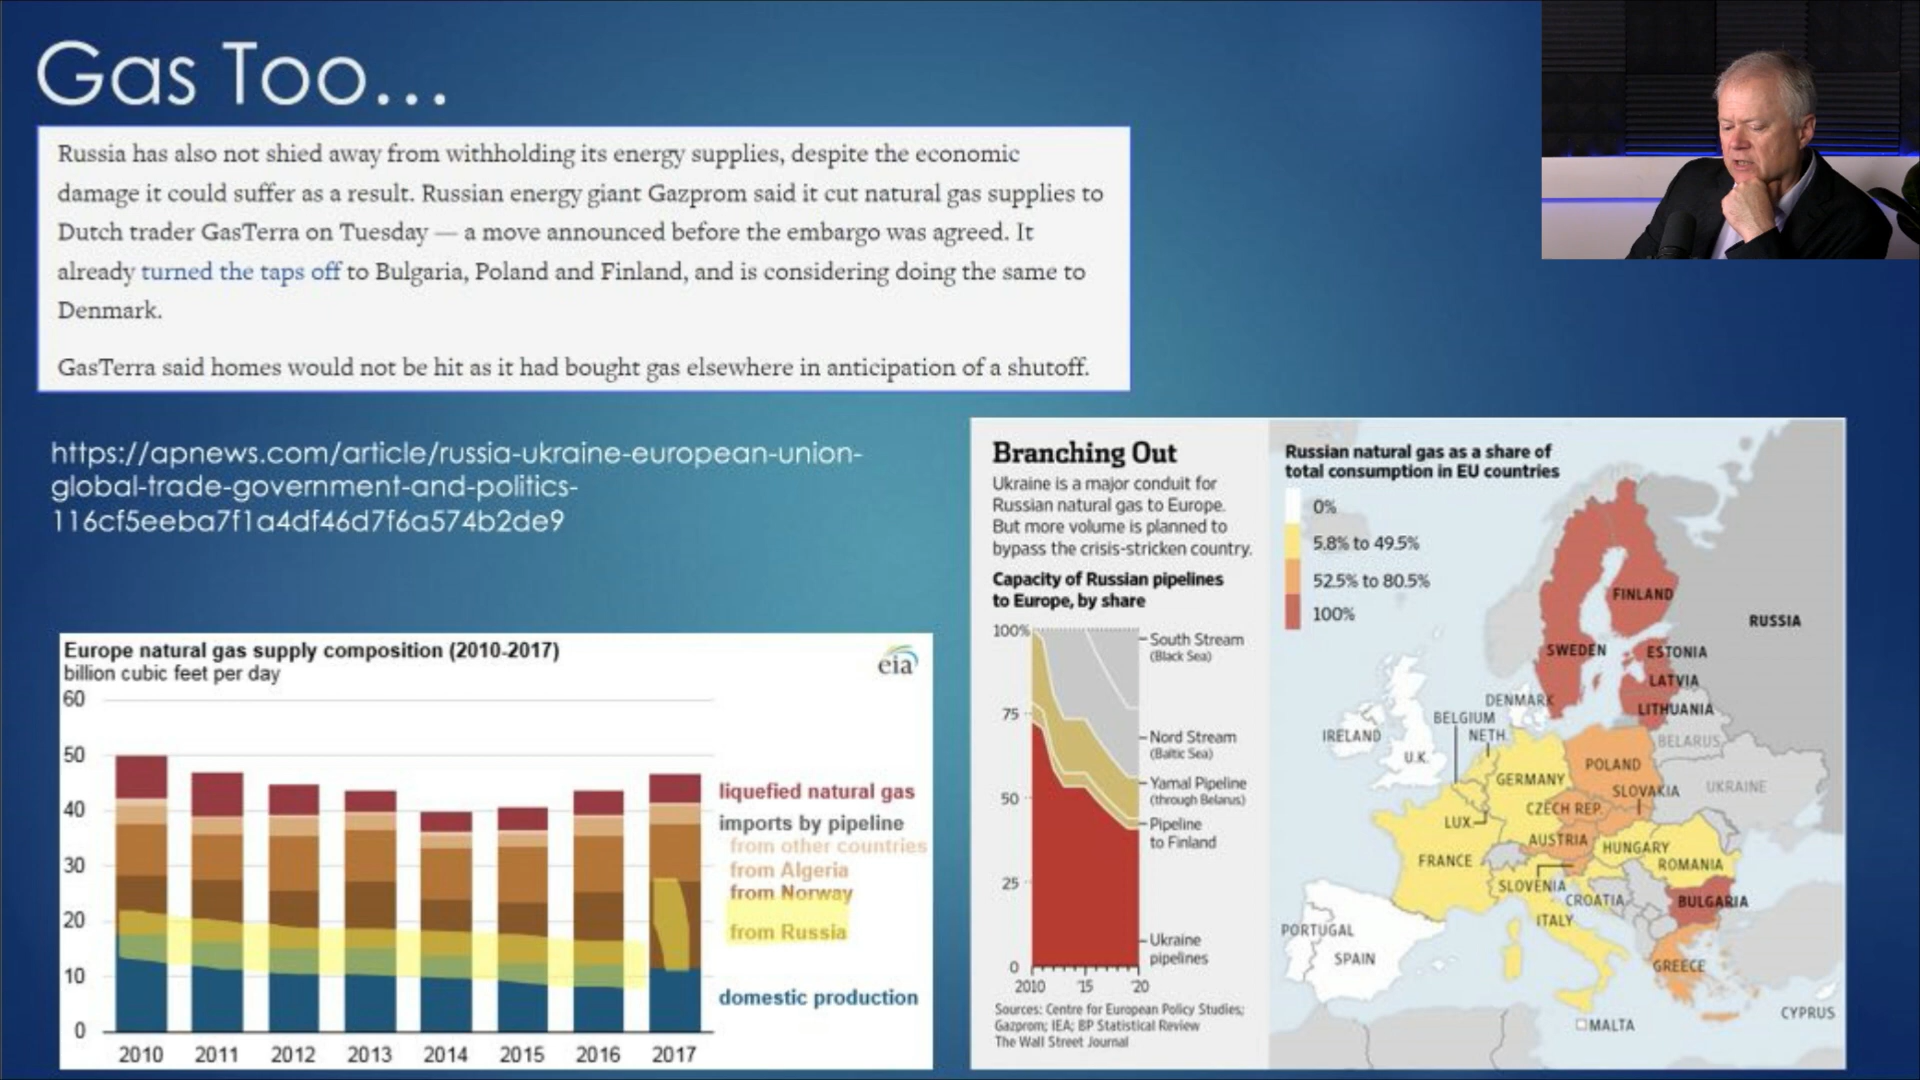 Gas Too...
Russia has also not shied away from withholding its energy supplies, despite the economic
damage it could suffer as a result. Russian energy giant Gazprom said it cut natural gas supplies to
Dutch trader GasTerra on Tuesday — a move announced before the embargo was agreed. It
already turned the taps off to Bulgaria, Poland and Finland, and is considering doing the same to
Denmark.
GasTerra said homes would not be hit as it had bought gas elsewhere in anticipation of a shutoff.
https://apnews.com/article/russia-ukraine-european-union-
global-trade-government-and-politics-
116cf5eeba7f1a4df46d7f6a574b2de9
Europe natural gas supply composition (2010-2017)
billion cubic feet per day
eia
60
50
40
30
20
10
0
2010
2011
2012
2013
2014
2015
2016
2017
liquefied natural gas
imports by pipeline
from other countries
from Algeria
from Norway
from Russia
domestic production
Branching Out
Ukraine is a major conduit for
Russian natural gas to Europe.
But more volume is planned to
bypass the crisis-stricken country.
Capacity of Russian pipelines
to Europe, by share
100%
75
50
25
0
2010
'15
'20
South Stream
(Black Sea)
Nord Stream
(Baltic Sea)
Yamal Pipeline
(through Belarus)
Pipeline
to Finland
Ukraine
pipelines
Sources: Centre for European Policy Studies;
Gazprom; IEA; BP Statistical Review
The Wall Street Journal
Russian natural gas as a share of
total consumption in EU countries
0%
5.8% to 49.5%
52.5% to 80.5%
100%
FINLAND
RUSSIA
SWEDEN
ESTONIA
LATVIA
LITHUANIA
DENMARK
BELGIUM
NETH.
IRELAND
U.K.
BELARUS
POLAND
GERMANY
UKRAINE
SLOVAKIA
CZECH REP.
LUX.
AUSTRIA
HUNGARY
FRANCE
ROMANIA
SLOVENIA
CROATIA
BULGARIA
ITALY
PORTUGAL
SPAIN
GREECE
CYPRUS
MALTA